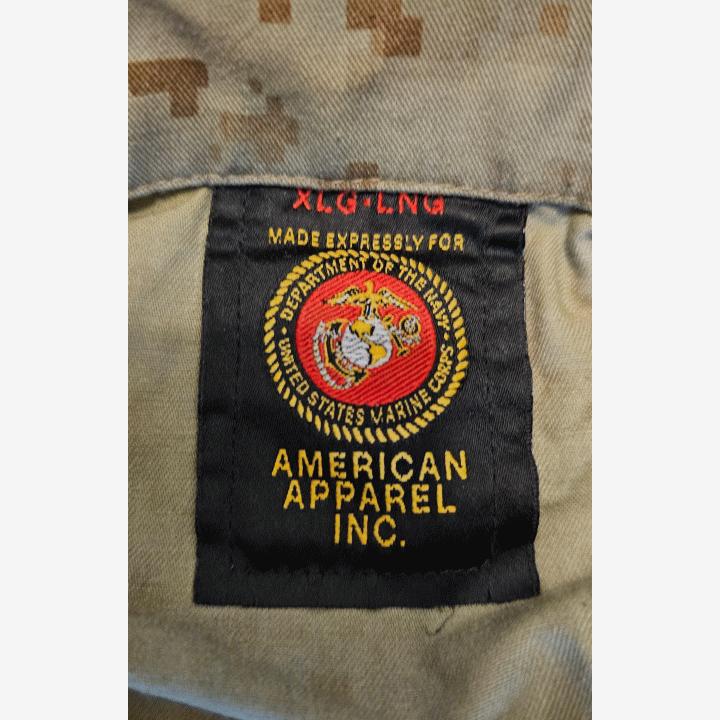 XLG-LNG
MADE EXPRESSLY FOR
DEPARTMENT OF THE NAVY
UNITED STATES MARINE CORPS
AMERICAN
APPAREL
INC.